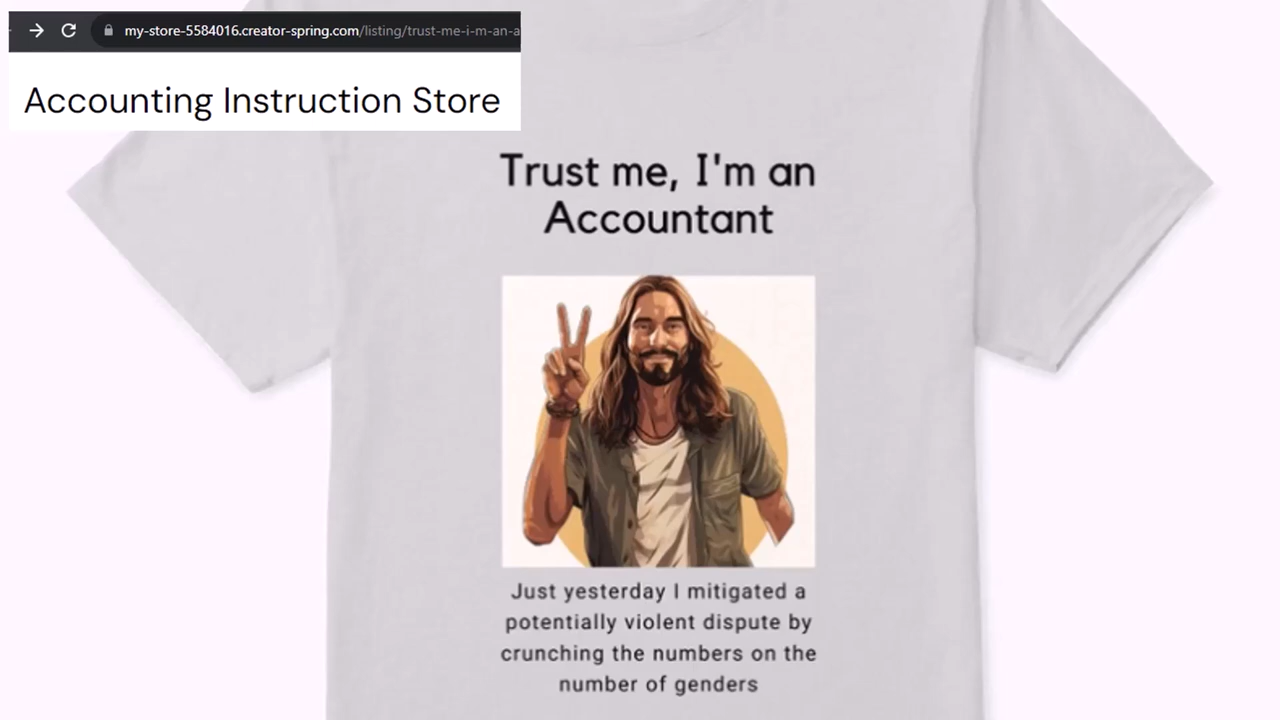 my-store-5584016.creator-spring.com/listing/trust-me-i-m-an-a
Accounting Instruction Store
Trust me, I'm an
Accountant
Just yesterday I mitigated a
potentially violent dispute by
crunching the numbers on the
number of genders